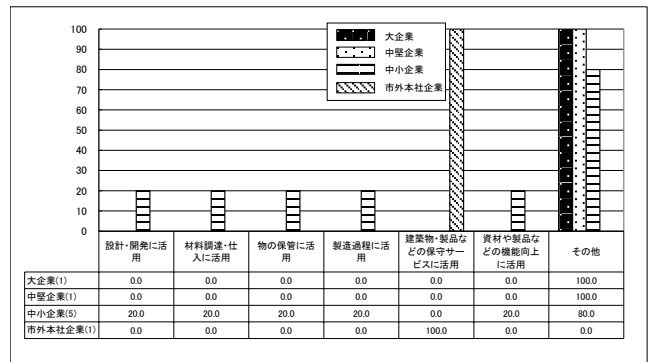 100
90
80
70
60
50
40
30
20
10
0
大企業
中堅企業
中小企業
市外本社企業
設計・開発に活
用
材料調達・仕
入に活用
物の保管に活
用
製造過程に活
用
建築物・製品な
どの保守サー
ビスに活用
資材や製品な
どの機能向上
に活用
その他
大企業(1) 0.0 0.0 0.0 0.0 0.0 0.0 100.0
中堅企業(1) 0.0 0.0 0.0 0.0 0.0 0.0 100.0
中小企業(5) 20.0 20.0 20.0 20.0 0.0 20.0 80.0
市外本社企業(1) 0.0 0.0 0.0 0.0 100.0 0.0 0.0